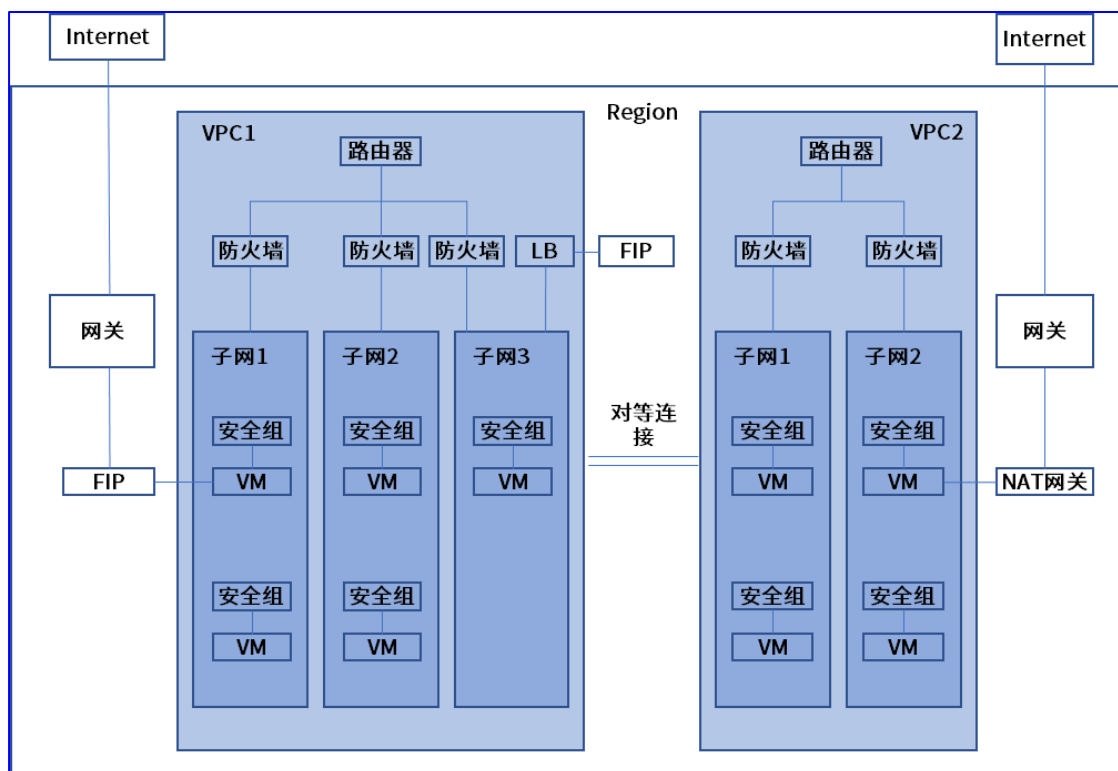 Internet
Internet
Region
VPC1
VPC2
路由器
路由器
防火墙
防火墙
防火墙
LB
FIP
防火墙
防火墙
网关
网关
子网1
子网2
子网3
子网1
子网2
对等连
接
安全组
安全组
安全组
安全组
安全组
FIP
VM
VM
VM
VM
VM
NAT网关
安全组
安全组
安全组
安全组
VM
VM
VM
VM